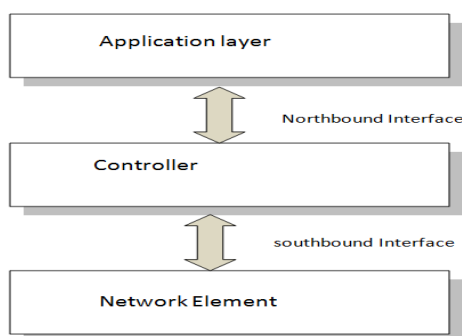 Application layer
Northbound Interface
Controller
southbound Interface
Network Element